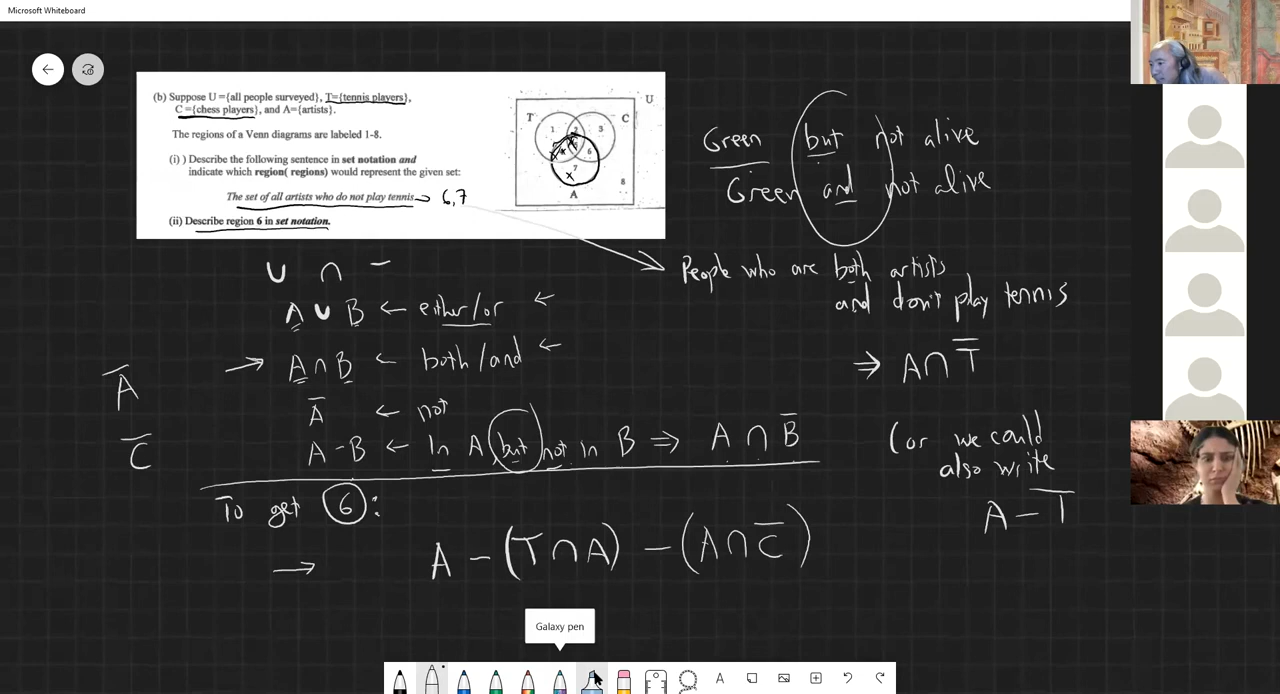 Microsoft Whiteboard
(b) Suppose U ={all people surveyed}, T={tennis players},
C ={chess players}, and A={artists}.
The regions of a Venn diagrams are labeled 1-8.
(i) ) Describe the following sentence in set notation and
indicate which region( regions) would represent the given set:
The set of all artists who do not play tennis → 6,7
(ii) Describe region 6 in set notation.
U
T
C
1
2
3
6
7
8
A
Green but not alive
Green and not alive
People who are both artists
and don't play tennis
⇒ A∩T̅
(or we could
also write
A − T
∪ ∩ ‾
A ∪ B ← either/or ←
→ A ∩ B ← both/and ←
A̅ ← not
A-B ← In A, but not in B ⇒ A ∩ B̅
A̅
C̅
To get 6:
→ A − (T∩A) − (A∩C̅)
Galaxy pen
A